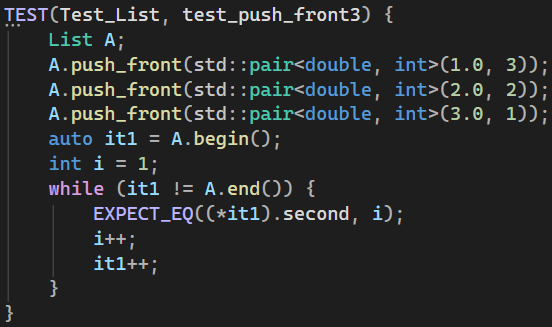 TEST(Test_List, test_push_front3) {
    List A;
    A.push_front(std::pair<double, int>(1.0, 3));
    A.push_front(std::pair<double, int>(2.0, 2));
    A.push_front(std::pair<double, int>(3.0, 1));
    auto it1 = A.begin();
    int i = 1;
    while (it1 != A.end()) {
        EXPECT_EQ((*it1).second, i);
        i++;
        it1++;
    }
}